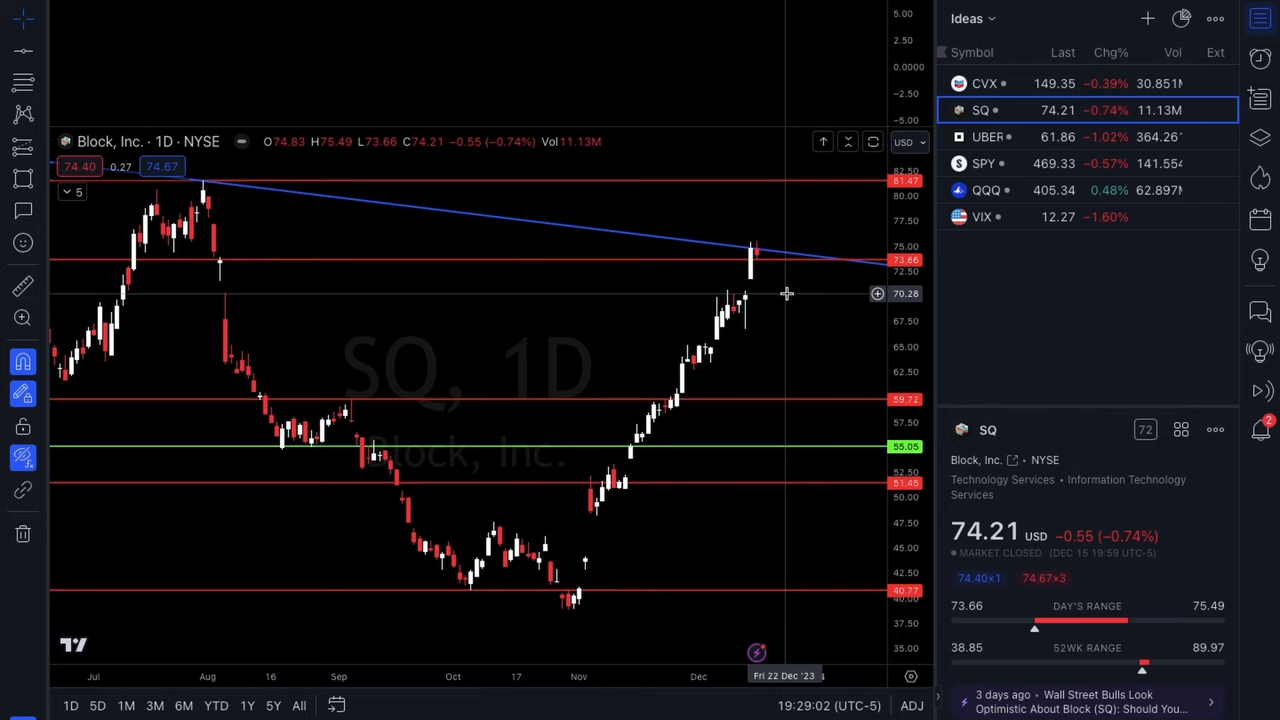 5.00
2.50
0.0000
−2.50
−5.00
Block, Inc. · 1D · NYSE O74.83 H75.49 L73.66 C74.21 −0.55 (−0.74%) Vol11.13M
USD
74.40 0.27 74.67
5
82.50
81.47
80.00
77.50
75.00
73.66
72.50
70.28
67.50
65.00
62.50
59.72
57.50
55.05
52.50
51.45
50.00
47.50
45.00
42.50
40.77
40.00
37.50
35.00
SQ, 1D
Block, Inc.
Jul Aug 16 Sep Oct 17 Nov Dec Fri 22 Dec '23
1D 5D 1M 3M 6M YTD 1Y 5Y All 19:29:02 (UTC-5) ADJ
Ideas
Symbol Last Chg% Vol Ext
CVX 149.35 −0.39% 30.851M
SQ 74.21 −0.74% 11.13M
UBER 61.86 −1.02% 364.26
SPY 469.33 −0.57% 141.554
QQQ 405.34 0.48% 62.897M
VIX 12.27 −1.60%
2
SQ 72
Block, Inc. NYSE
Technology Services • Information Technology
Services
74.21 USD −0.55 (−0.74%)
MARKET CLOSED (DEC 15 19:59 UTC-5)
74.40×1 74.67×3
73.66 DAY'S RANGE 75.49
38.85 52WK RANGE 89.97
3 days ago • Wall Street Bulls Look
Optimistic About Block (SQ): Should You...